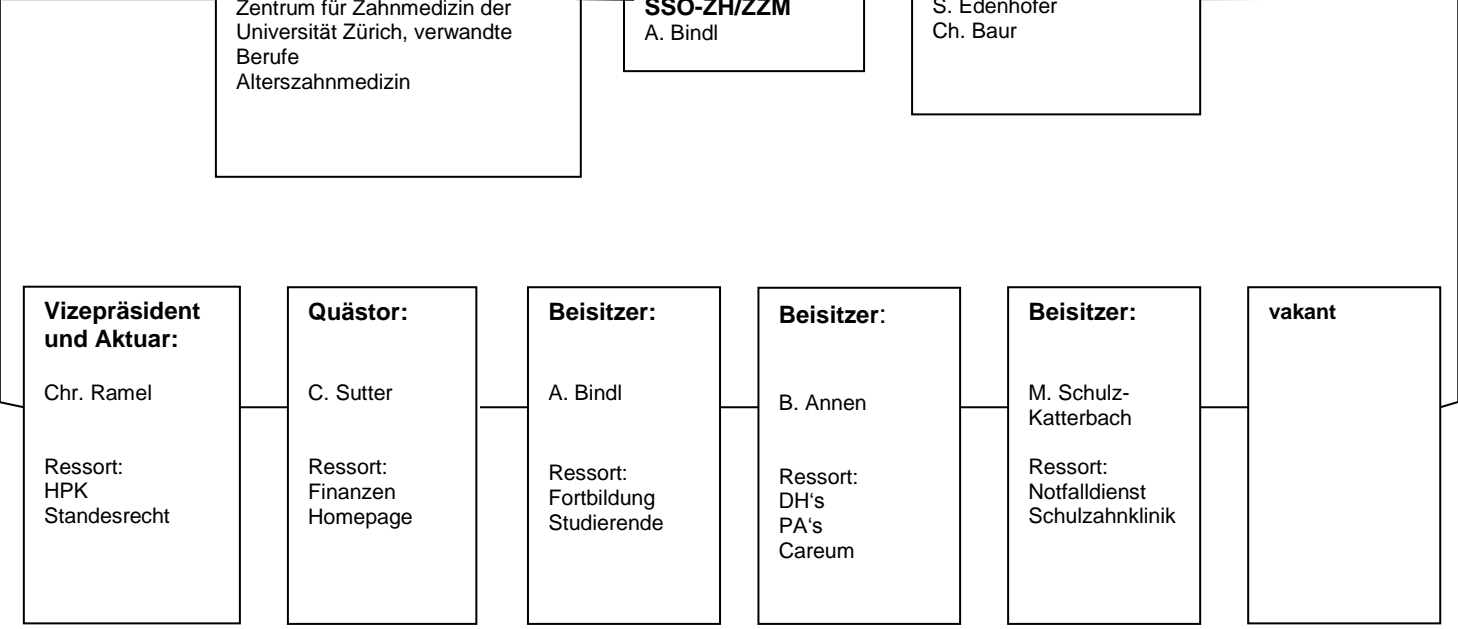 Zentrum für Zahnmedizin der
Universität Zürich, verwandte
Berufe
Alterszahnmedizin
SSO-ZH/ZZM
A. Bindl
S. Edenhofer
Ch. Baur
Vizepräsident
und Aktuar:
Chr. Ramel
Ressort:
HPK
Standesrecht
Quästor:
C. Sutter
Ressort:
Finanzen
Homepage
Beisitzer:
A. Bindl
Ressort:
Fortbildung
Studierende
Beisitzer:
B. Annen
Ressort:
DH‘s
PA‘s
Careum
Beisitzer:
M. Schulz-
Katterbach
Ressort:
Notfalldienst
Schulzahnklinik
vakant